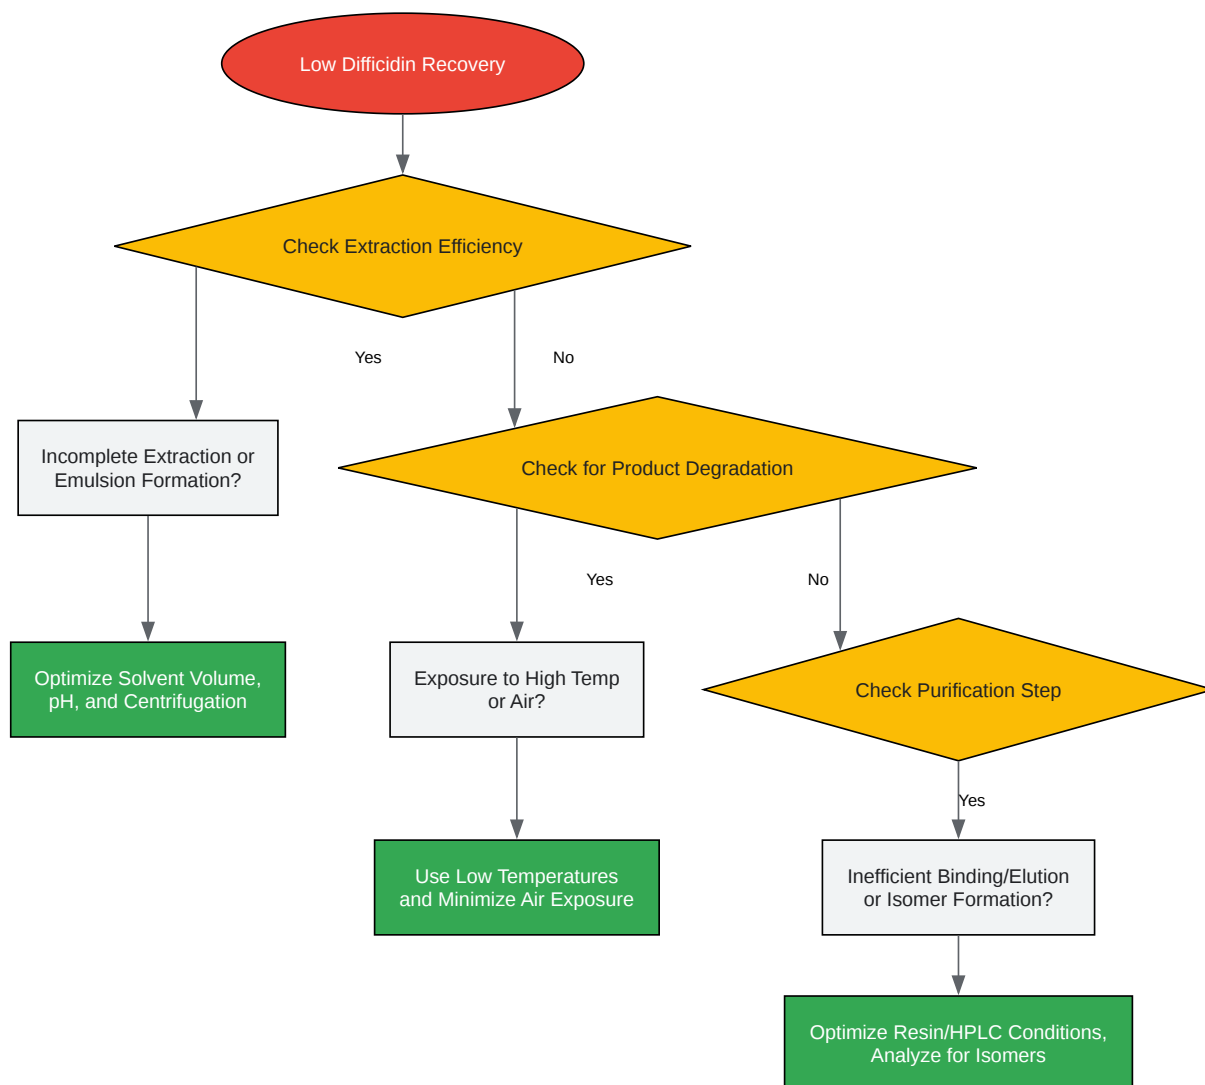 Low Difficidin Recovery
Check Extraction Efficiency
Yes
No
Incomplete Extraction or
Emulsion Formation?
Check for Product Degradation
Yes
No
Optimize Solvent Volume,
pH, and Centrifugation
Exposure to High Temp
or Air?
Check Purification Step
Yes
Use Low Temperatures
and Minimize Air Exposure
Inefficient Binding/Elution
or Isomer Formation?
Optimize Resin/HPLC Conditions,
Analyze for Isomers